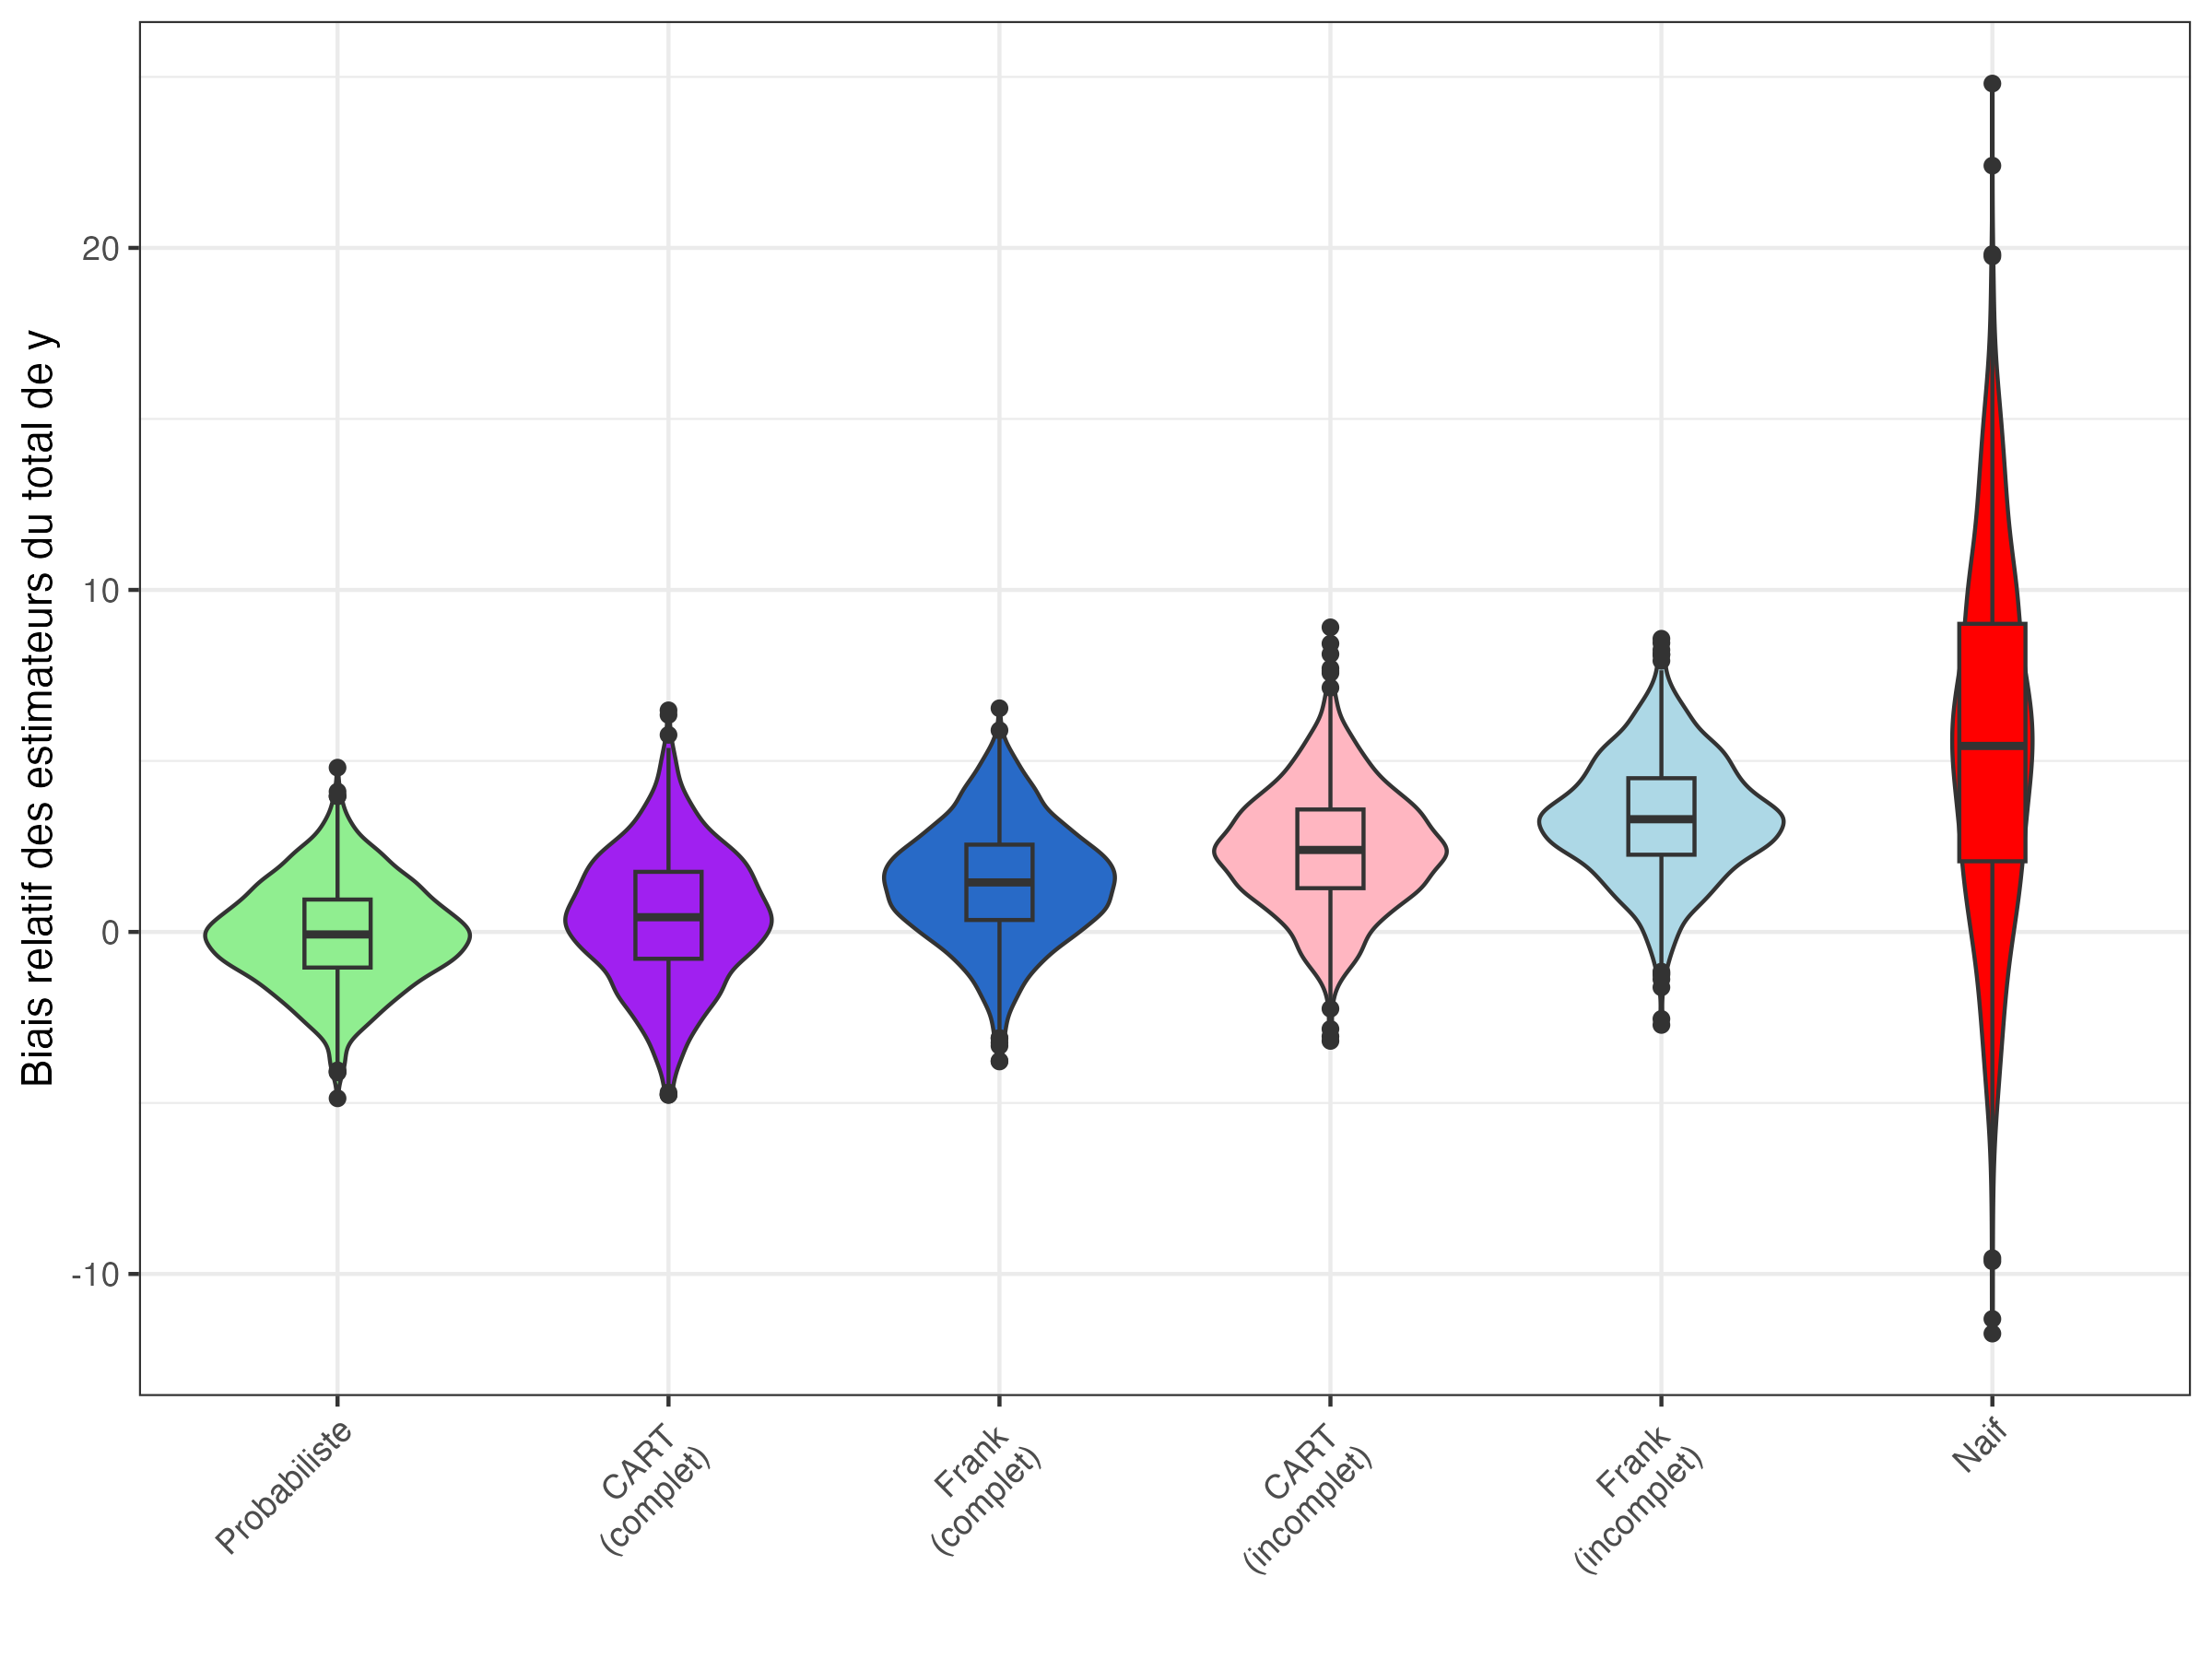 Biais relatif des estimateurs du total de y
20
10
0
-10
Probabiliste
CART
(complet)
Frank
(complet)
CART
(incomplet)
Frank
(incomplet)
Naif